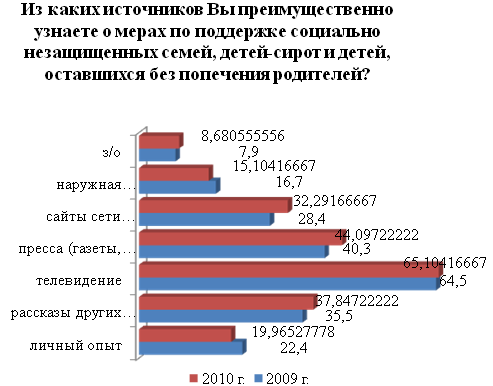 Из каких источников Вы преимущественно
узнаете о мерах по поддержке социально
незащищенных семей, детей-сирот и детей,
оставшихся без попечения родителей?
8,680555556
з/о
7,9
15,10416667
наружная…
16,7
32,29166667
сайты сети…
28,4
44,09722222
пресса (газеты,…
40,3
65,10416667
телевидение
64,5
37,84722222
рассказы других…
35,5
19,96527778
личный опыт
22,4
2010 г. 2009 г.